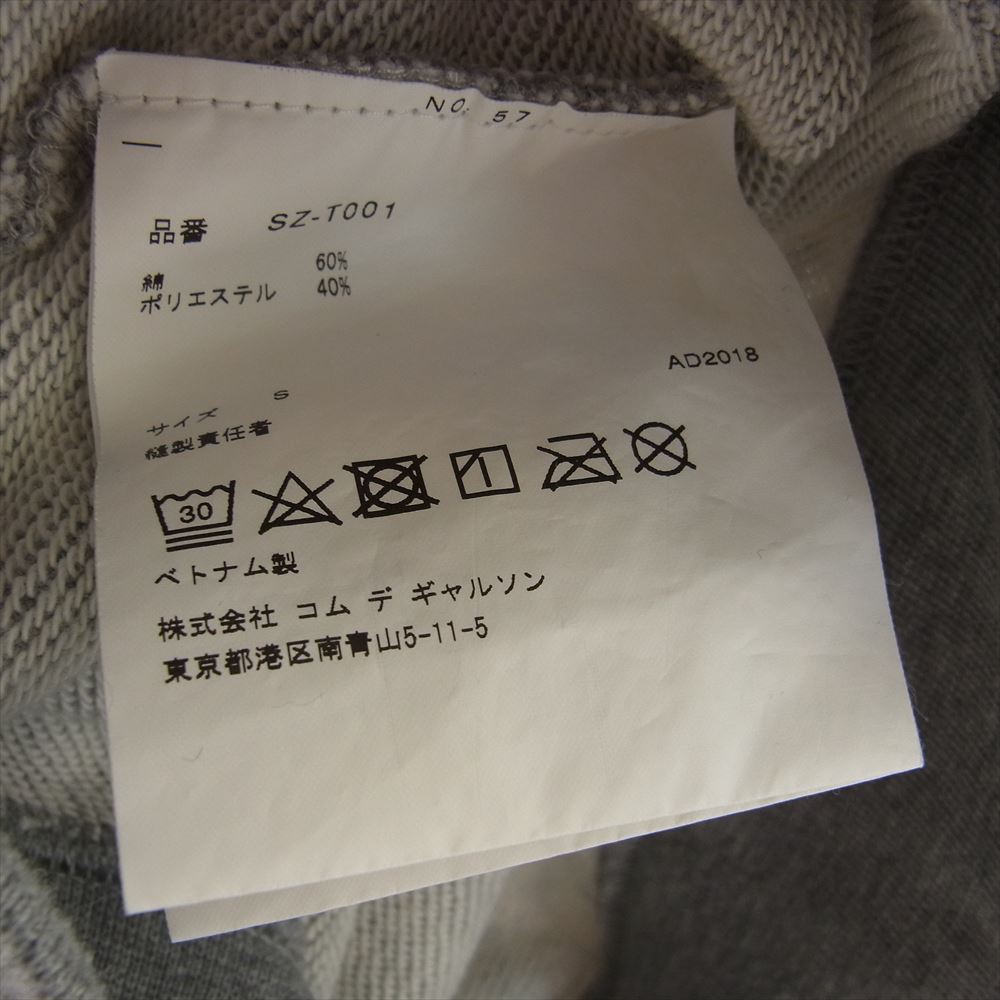 NO. 57
品番 SZ-T001
綿 60%
ポリエステル 40%
AD2018
サイズ S
縫製責任者
30
ベトナム製
株式会社 コム デ ギャルソン
東京都港区南青山5-11-5